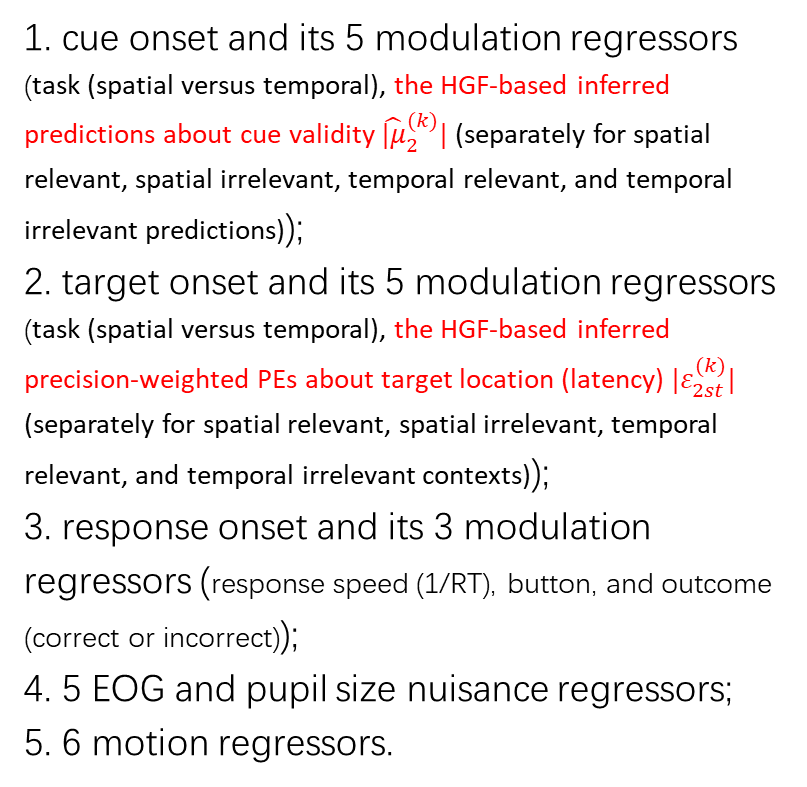 1. cue onset and its 5 modulation regressors
(task (spatial versus temporal), the HGF-based inferred
predictions about cue validity |μ̂₂⁽ᵏ⁾| (separately for spatial
relevant, spatial irrelevant, temporal relevant, and temporal
irrelevant predictions));
2. target onset and its 5 modulation regressors
(task (spatial versus temporal), the HGF-based inferred
precision-weighted PEs about target location (latency) |ε₂ₛₜ⁽ᵏ⁾|
(separately for spatial relevant, spatial irrelevant, temporal
relevant, and temporal irrelevant contexts));
3. response onset and its 3 modulation
regressors (response speed (1/RT), button, and outcome
(correct or incorrect));
4. 5 EOG and pupil size nuisance regressors;
5. 6 motion regressors.